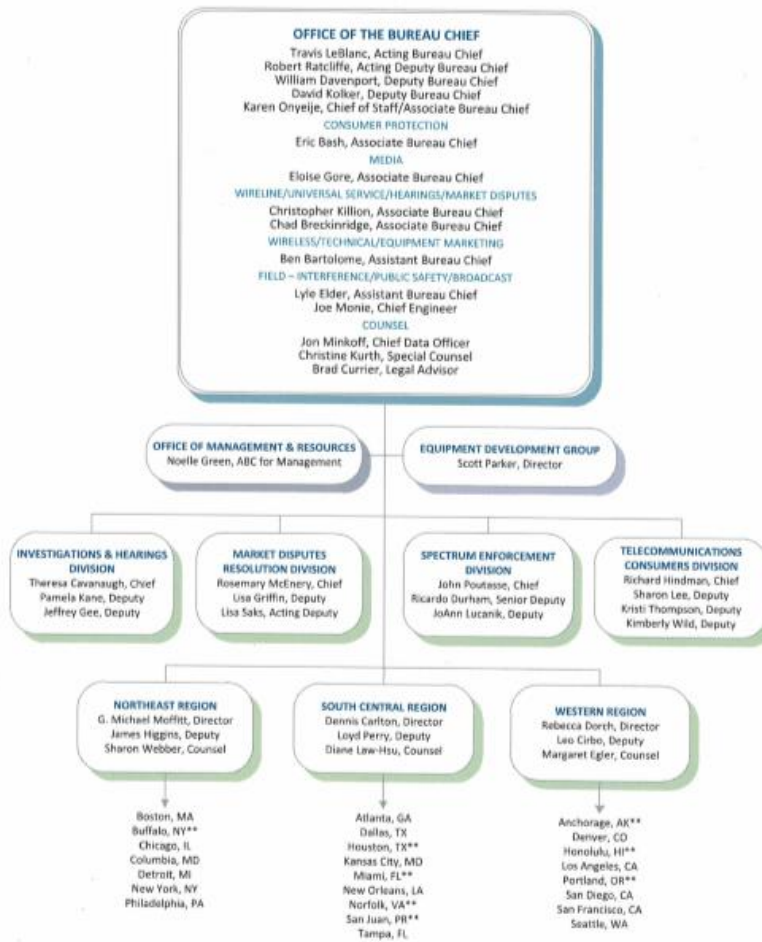 OFFICE OF THE BUREAU CHIEF
Travis LeBlanc, Acting Bureau Chief
Robert Ratcliffe, Acting Deputy Bureau Chief
William Davenport, Deputy Bureau Chief
David Kolker, Deputy Bureau Chief
Karen Onyeije, Chief of Staff/Associate Bureau Chief
CONSUMER PROTECTION
Eric Bash, Associate Bureau Chief
MEDIA
Eloise Gore, Associate Bureau Chief
WIRELINE/UNIVERSAL SERVICE/HEARINGS/MARKET DISPUTES
Christopher Killion, Associate Bureau Chief
Chad Breckinridge, Associate Bureau Chief
WIRELESS/TECHNICAL/EQUIPMENT MARKETING
Ben Bartolome, Assistant Bureau Chief
FIELD – INTERFERENCE/PUBLIC SAFETY/BROADCAST
Lyle Elder, Assistant Bureau Chief
Joe Monie, Chief Engineer
COUNSEL
Jon Minkoff, Chief Data Officer
Christine Kurth, Special Counsel
Brad Currier, Legal Advisor
OFFICE OF MANAGEMENT & RESOURCES
Noelle Green, ABC for Management
EQUIPMENT DEVELOPMENT GROUP
Scott Parker, Director
INVESTIGATIONS & HEARINGS
DIVISION
Theresa Cavanaugh, Chief
Pamela Kane, Deputy
Jeffrey Gee, Deputy
MARKET DISPUTES
RESOLUTION DIVISION
Rosemary McEnery, Chief
Lisa Griffin, Deputy
Lisa Saks, Acting Deputy
SPECTRUM ENFORCEMENT
DIVISION
John Poutasse, Chief
Ricardo Durham, Senior Deputy
JoAnn Lucanik, Deputy
TELECOMMUNICATIONS
CONSUMERS DIVISION
Richard Hindman, Chief
Sharon Lee, Deputy
Kristi Thompson, Deputy
Kimberly Wild, Deputy
NORTHEAST REGION
G. Michael Moffitt, Director
James Higgins, Deputy
Sharon Webber, Counsel
SOUTH CENTRAL REGION
Dennis Carlton, Director
Loyd Perry, Deputy
Diane Law-Hsu, Counsel
WESTERN REGION
Rebecca Dorch, Director
Leo Cirbo, Deputy
Margaret Egler, Counsel
Boston, MA
Buffalo, NY**
Chicago, IL
Columbia, MD
Detroit, MI
New York, NY
Philadelphia, PA
Atlanta, GA
Dallas, TX
Houston, TX**
Kansas City, MO
Miami, FL**
New Orleans, LA
Norfolk, VA**
San Juan, PR**
Tampa, FL
Anchorage, AK**
Denver, CO
Honolulu, HI**
Los Angeles, CA
Portland, OR**
San Diego, CA
San Francisco, CA
Seattle, WA